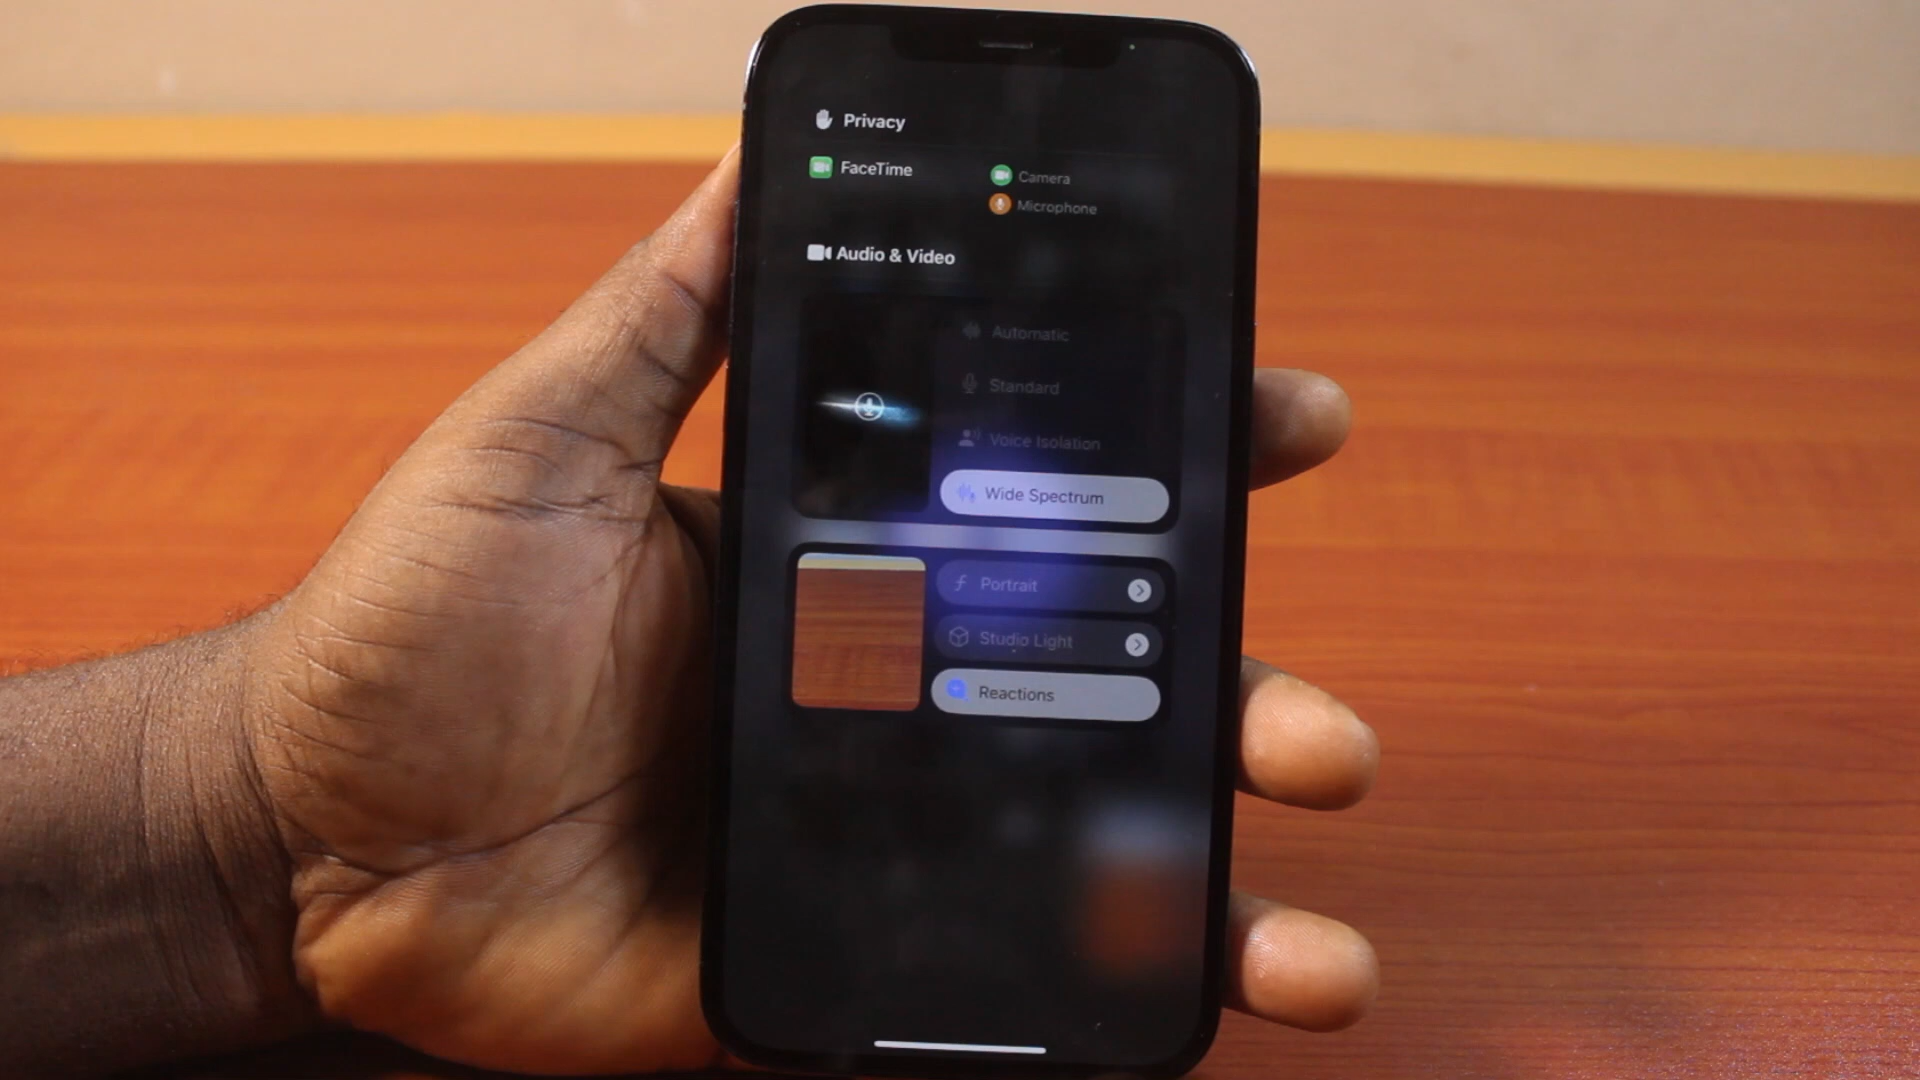 Privacy
FaceTime
Camera
Microphone
Audio & Video
Automatic
Standard
Voice Isolation
Wide Spectrum
Portrait
Studio Light
Reactions